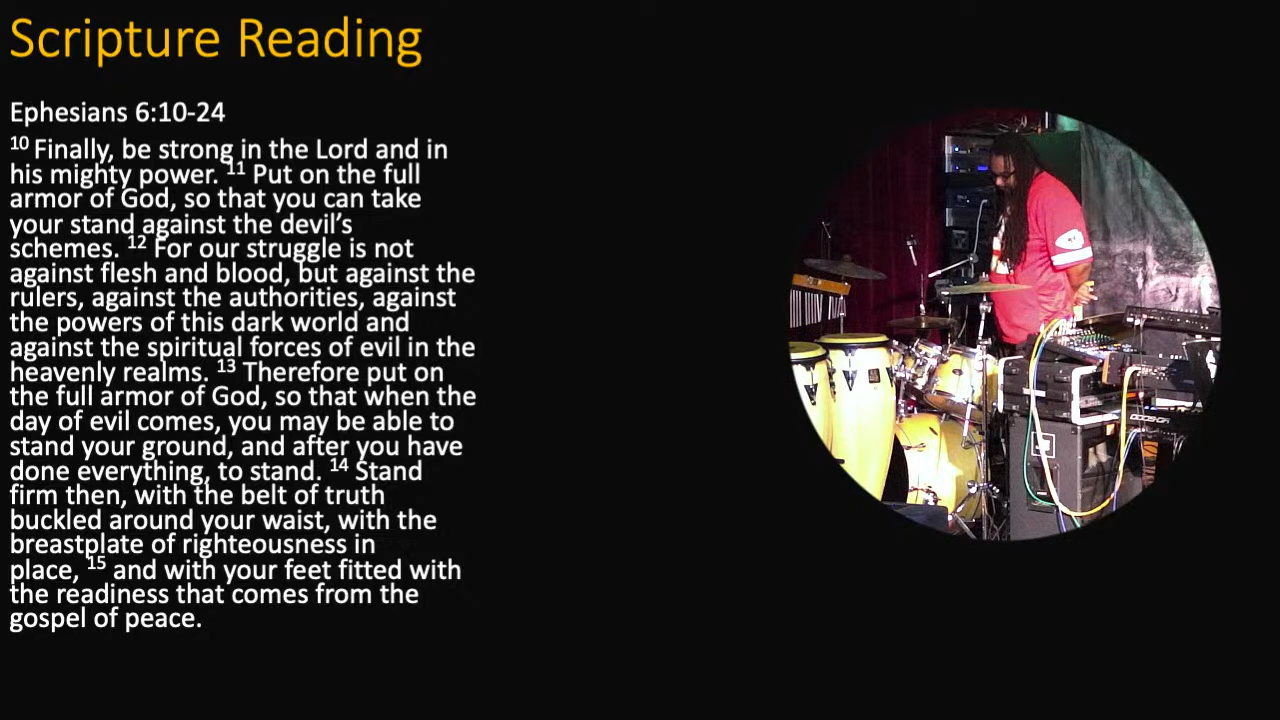 Scripture Reading
Ephesians 6:10-24
10 Finally, be strong in the Lord and in
his mighty power. 11 Put on the full
armor of God, so that you can take
your stand against the devil’s
schemes. 12 For our struggle is not
against flesh and blood, but against the
rulers, against the authorities, against
the powers of this dark world and
against the spiritual forces of evil in the
heavenly realms. 13 Therefore put on
the full armor of God, so that when the
day of evil comes, you may be able to
stand your ground, and after you have
done everything, to stand. 14 Stand
firm then, with the belt of truth
buckled around your waist, with the
breastplate of righteousness in
place, 15 and with your feet fitted with
the readiness that comes from the
gospel of peace.